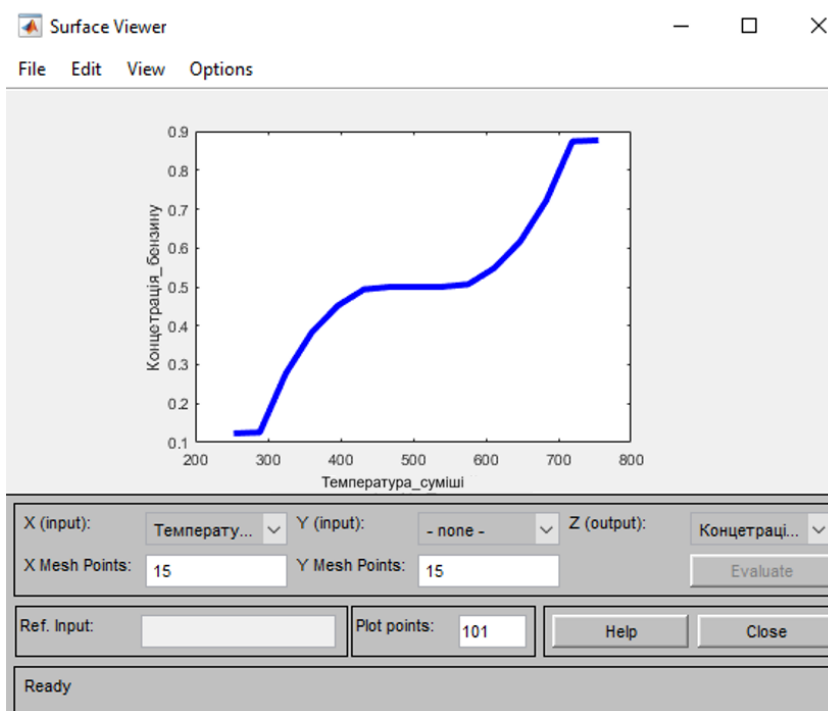 Surface Viewer
File Edit View Options
0.9
0.8
0.7
0.6
0.5
0.4
0.3
0.2
0.1
Концетрація_бензину
200 300 400 500 600 700 800
Температура_суміші
X (input): Температу... Y (input): - none - Z (output): Концетраці...
X Mesh Points: 15 Y Mesh Points: 15 Evaluate
Ref. Input: Plot points: 101 Help Close
Ready